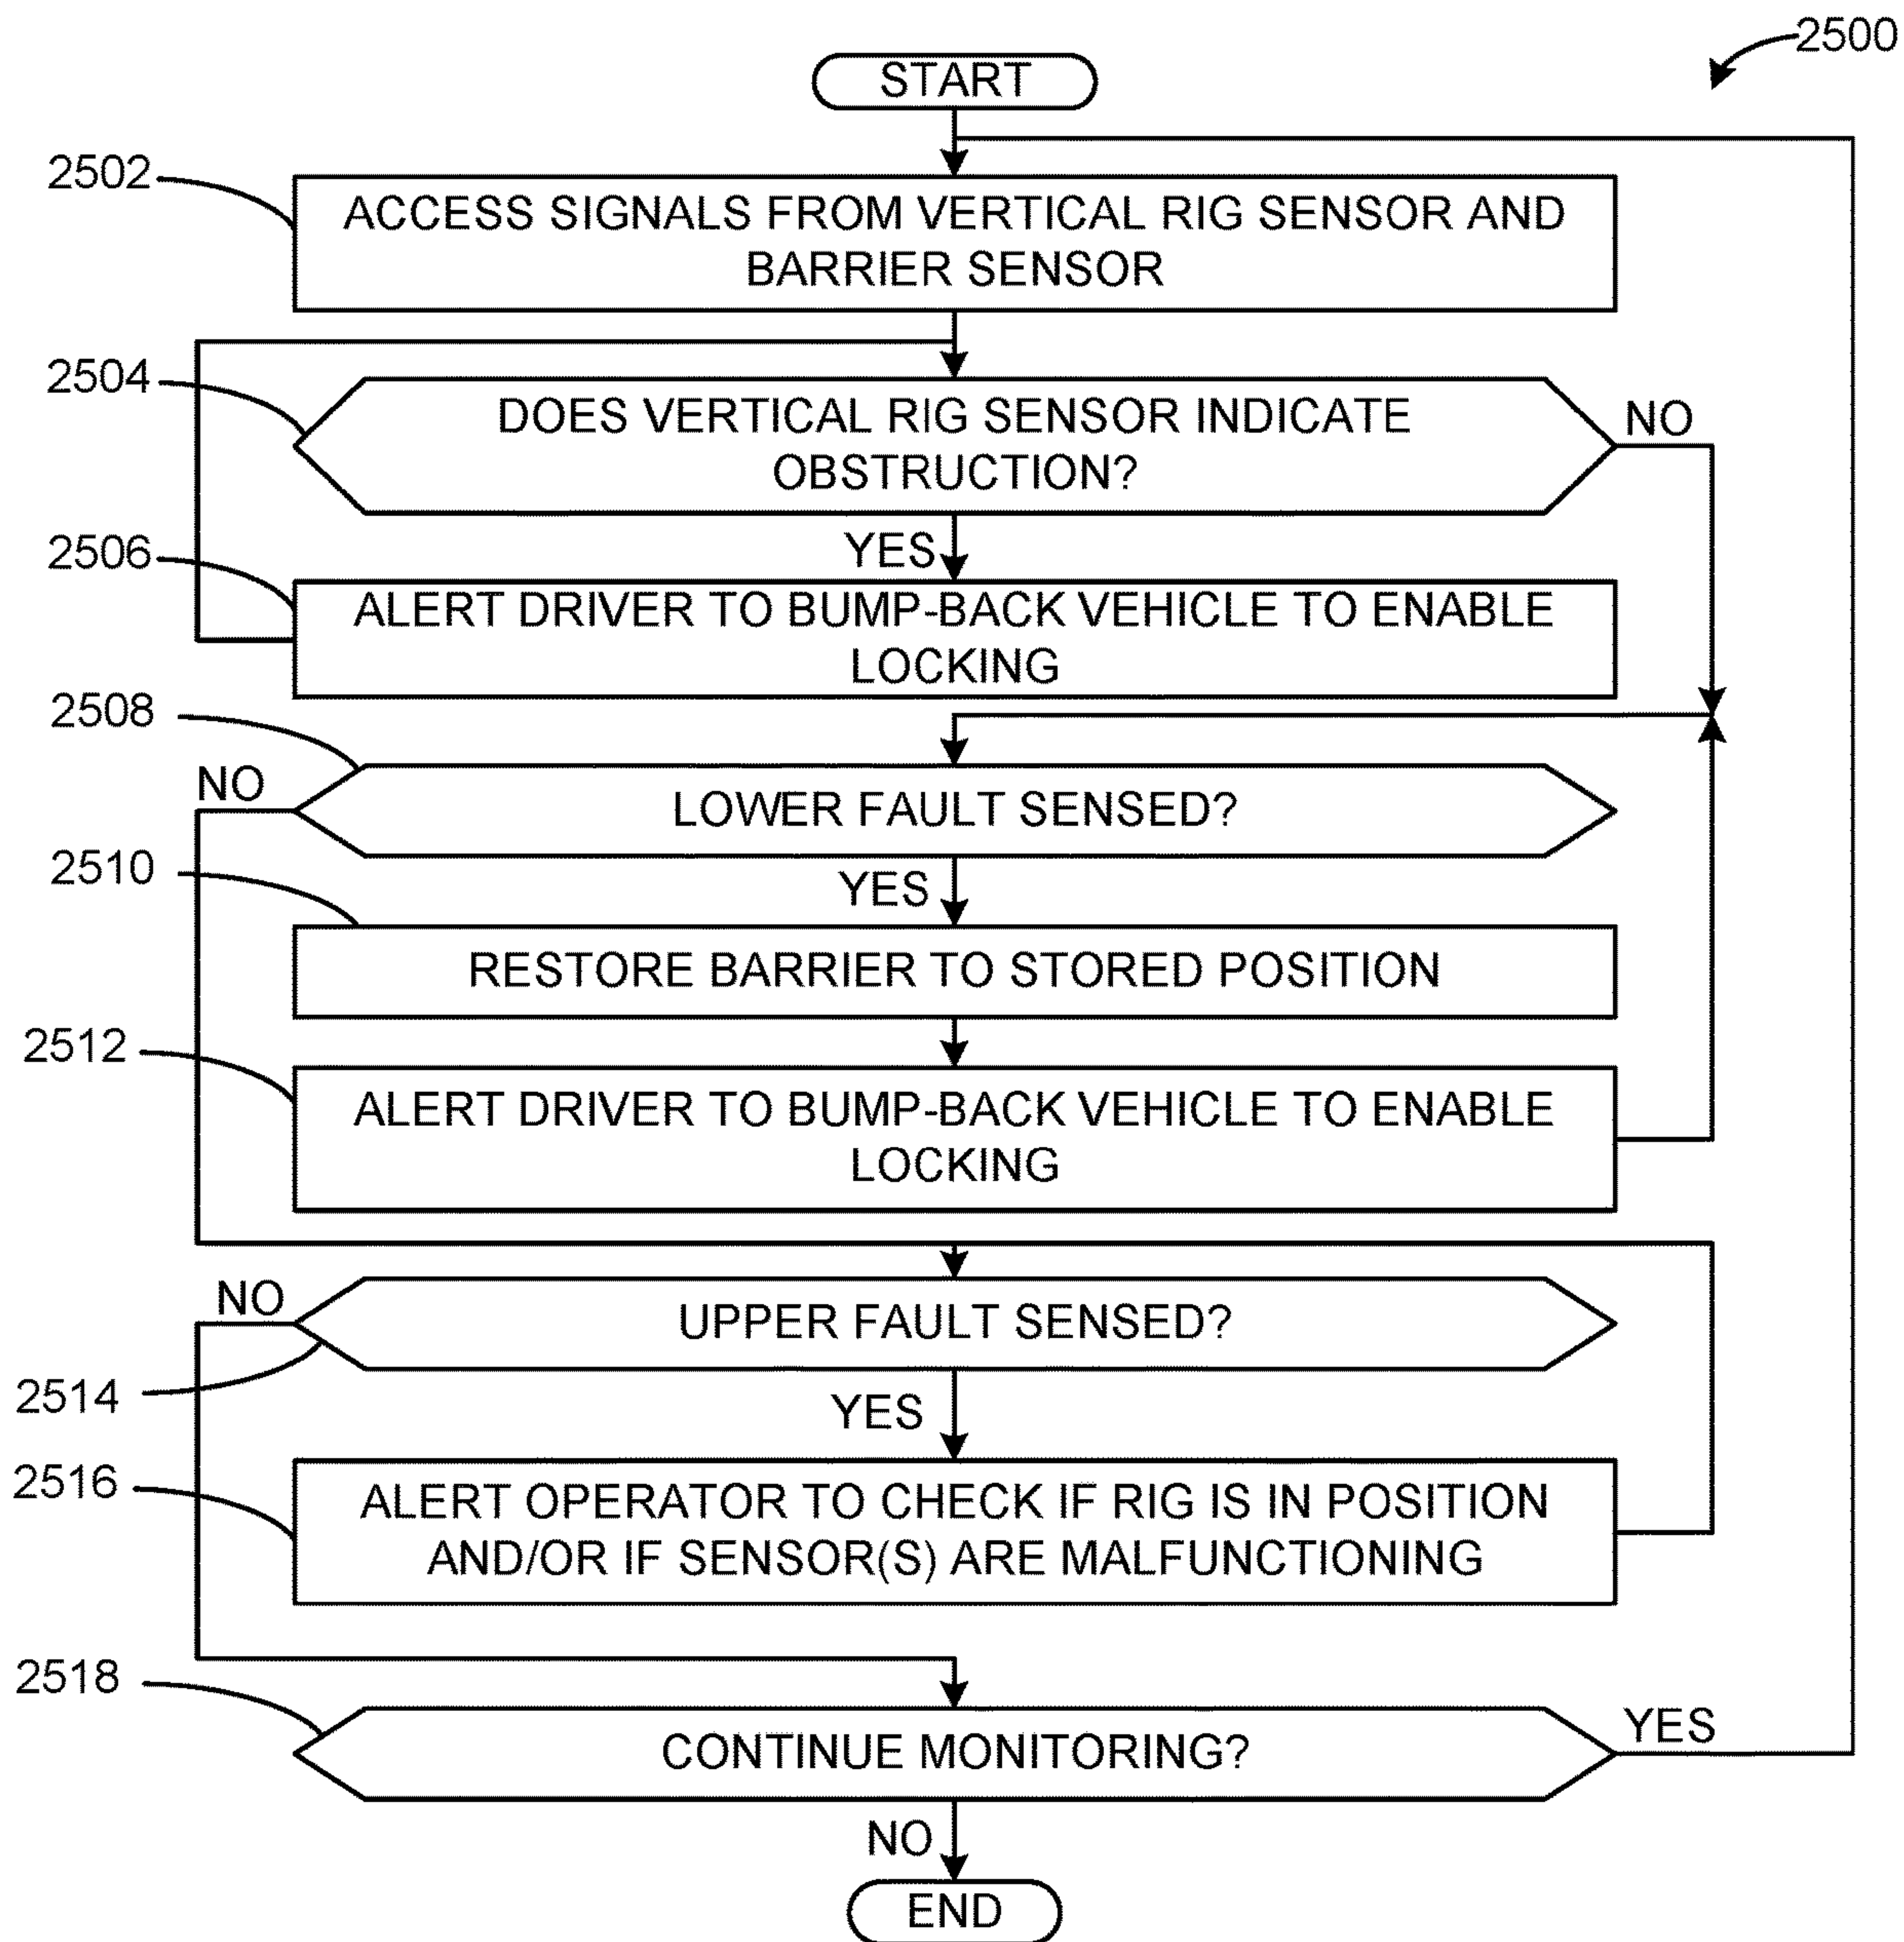 2500
START
2502
ACCESS SIGNALS FROM VERTICAL RIG SENSOR AND
BARRIER SENSOR
2504
DOES VERTICAL RIG SENSOR INDICATE
OBSTRUCTION?
NO
YES
2506
ALERT DRIVER TO BUMP-BACK VEHICLE TO ENABLE
LOCKING
2508
NO
LOWER FAULT SENSED?
YES
2510
RESTORE BARRIER TO STORED POSITION
2512
ALERT DRIVER TO BUMP-BACK VEHICLE TO ENABLE
LOCKING
NO
UPPER FAULT SENSED?
2514
YES
2516
ALERT OPERATOR TO CHECK IF RIG IS IN POSITION
AND/OR IF SENSOR(S) ARE MALFUNCTIONING
2518
CONTINUE MONITORING?
YES
NO
END